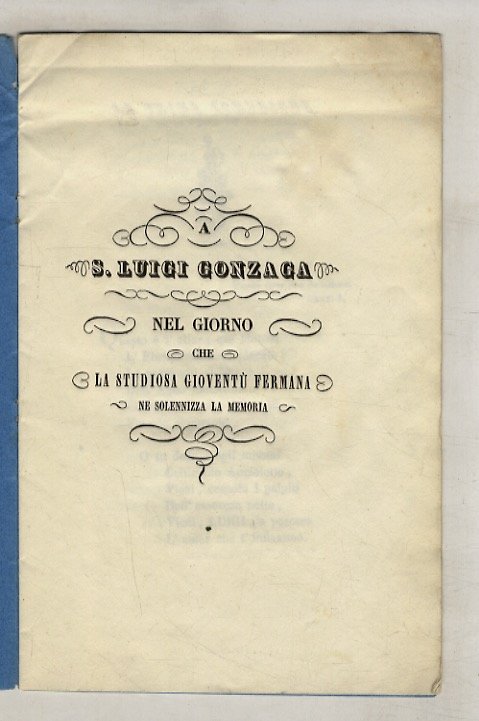 A
S. LUIGI GONZAGA
NEL GIORNO
CHE
LA STUDIOSA GIOVENTÙ FERMANA
NE SOLENNIZZA LA MEMORIA